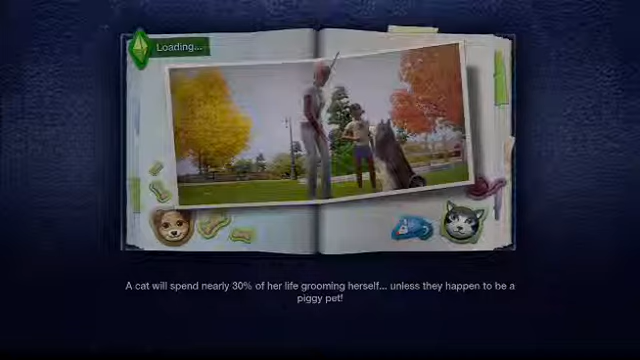 Loading...
A cat will spend nearly 30% of her life grooming herself... unless they happen to be a
piggy pet!